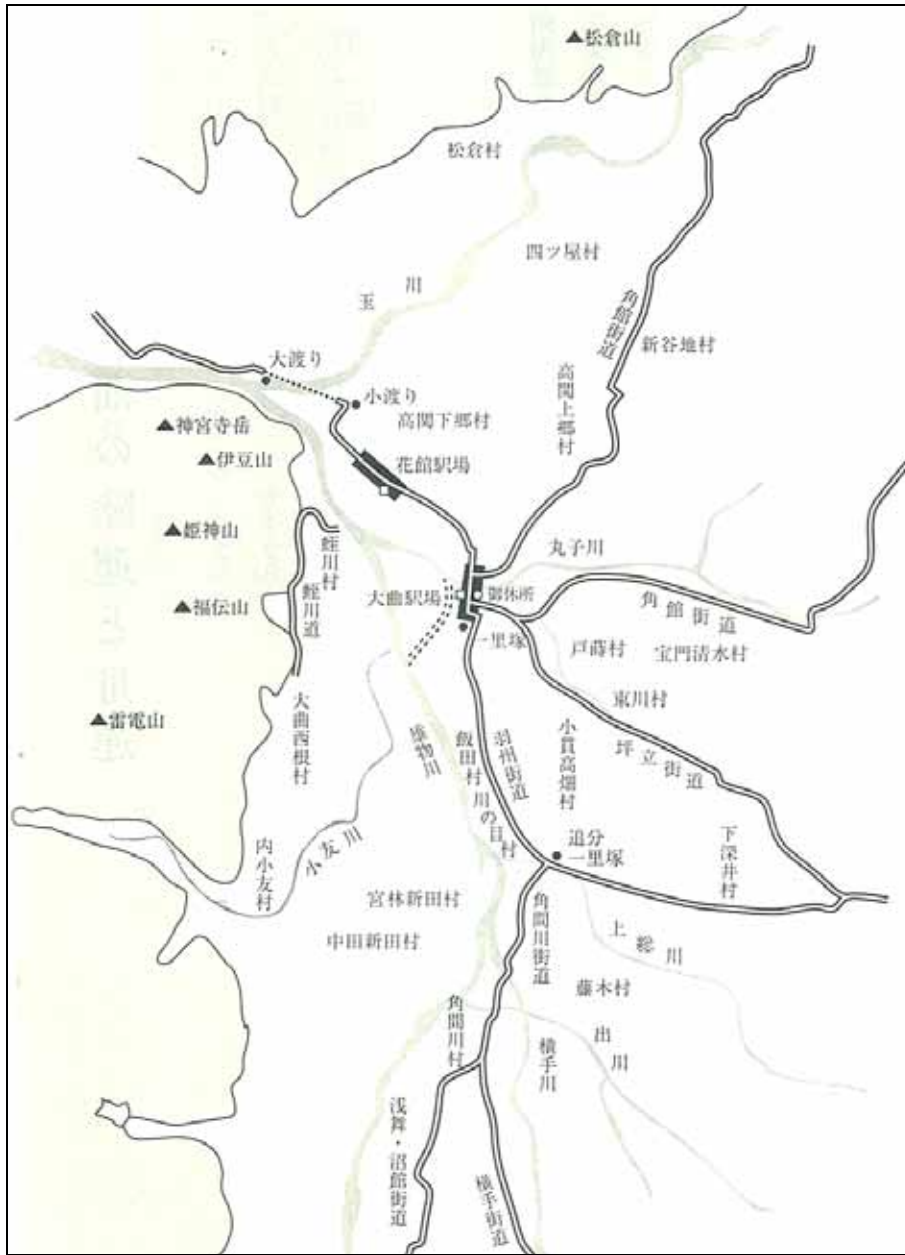 ▲松倉山
松倉村
四ツ屋村
玉川
角館街道
新谷地村
大渡り
小渡り
高関上郷村
高関下郷村
▲神宮寺岳
▲伊豆山
花館駅場
▲姫神山
蛭川村
丸子川
大曲駅場
御休所
▲福伝山
蛭川道
角館街道
一里塚
戸蒔村
宝門清水村
東川村
▲雷電山
大曲西根村
雄物川
飯田村
羽州街道
小貫高畑村
坪立街道
川の目村
追分
一里塚
下深井村
内小友村
小友川
宮林新田村
角間川街道
中田新田村
上総川
藤木村
角間川村
横手川
出川
浅舞・沼館街道
横手街道